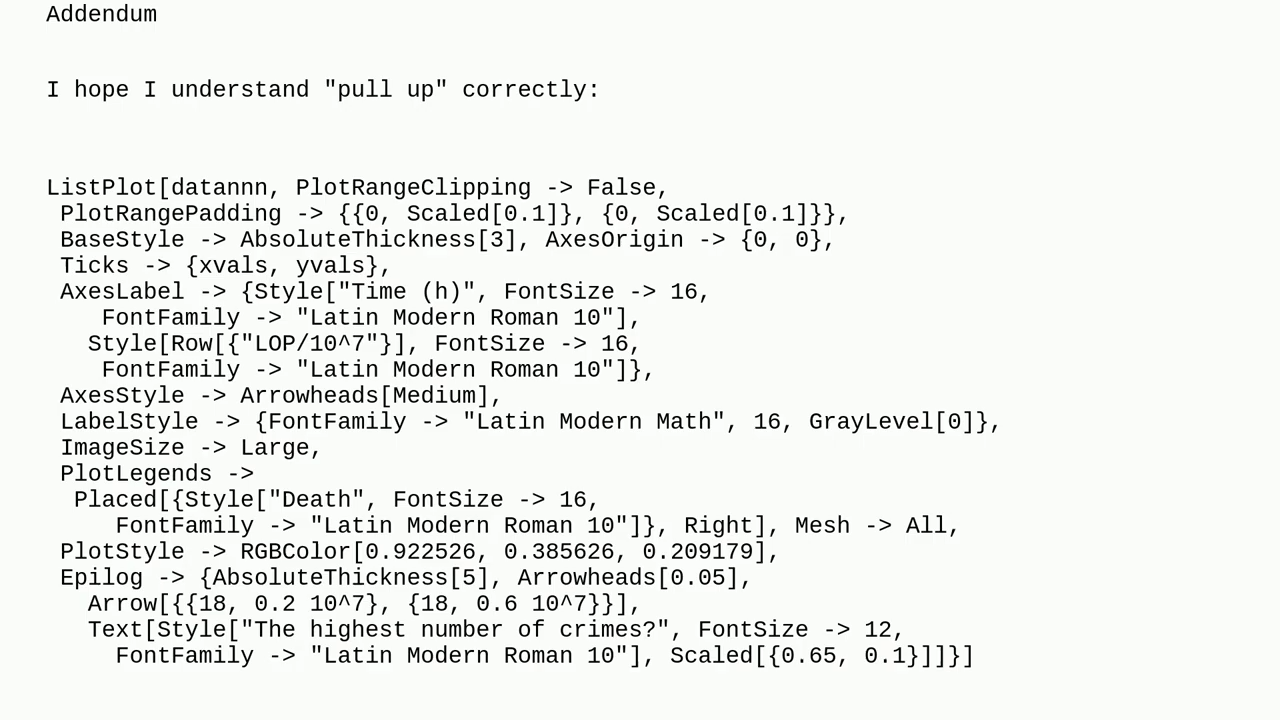 Addendum
I hope I understand "pull up" correctly:
ListPlot[datannn, PlotRangeClipping -> False,
PlotRangePadding -> {{0, Scaled[0.1]}, {0, Scaled[0.1]}},
BaseStyle -> AbsoluteThickness[3], AxesOrigin -> {0, 0},
Ticks -> {xvals, yvals},
AxesLabel -> {Style["Time (h)", FontSize -> 16,
FontFamily -> "Latin Modern Roman 10"],
Style[Row[{"LOP/10^7"}], FontSize -> 16,
FontFamily -> "Latin Modern Roman 10"]},
AxesStyle -> Arrowheads[Medium],
LabelStyle -> {FontFamily -> "Latin Modern Math", 16, GrayLevel[0]},
ImageSize -> Large,
PlotLegends ->
Placed[{Style["Death", FontSize -> 16,
FontFamily -> "Latin Modern Roman 10"]}, Right], Mesh -> All,
PlotStyle -> RGBColor[0.922526, 0.385626, 0.209179],
Epilog -> {AbsoluteThickness[5], Arrowheads[0.05],
Arrow[{{18, 0.2 10^7}, {18, 0.6 10^7}}],
Text[Style["The highest number of crimes?", FontSize -> 12,
FontFamily -> "Latin Modern Roman 10"], Scaled[{0.65, 0.1}]]}]